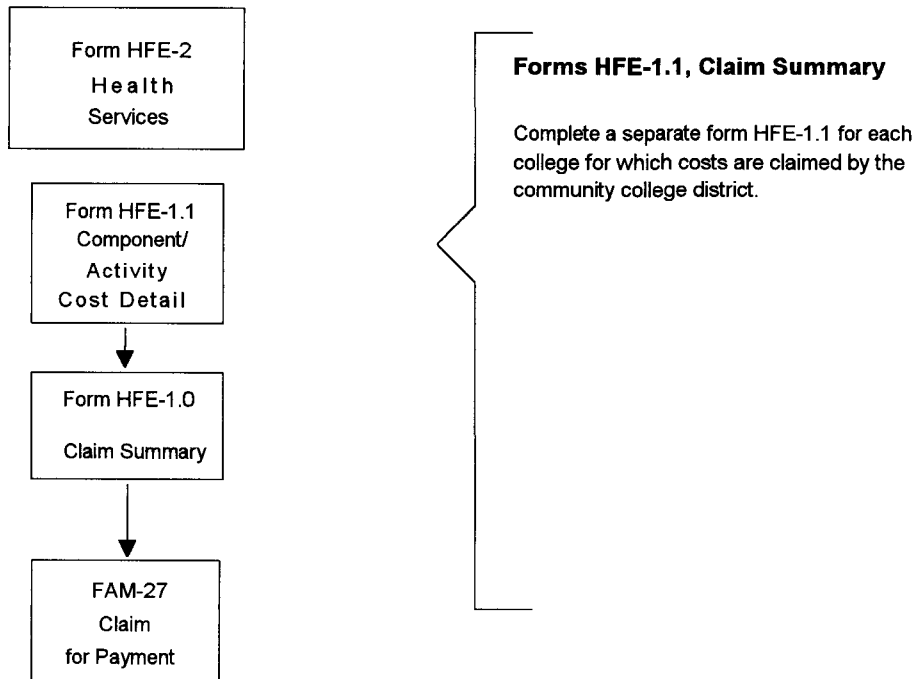 Form HFE-2
Health
Services
Form HFE-1.1
Component/
Activity
Cost Detail
Form HFE-1.0
Claim Summary
FAM-27
Claim
for Payment
Forms HFE-1.1, Claim Summary
Complete a separate form HFE-1.1 for each
college for which costs are claimed by the
community college district.